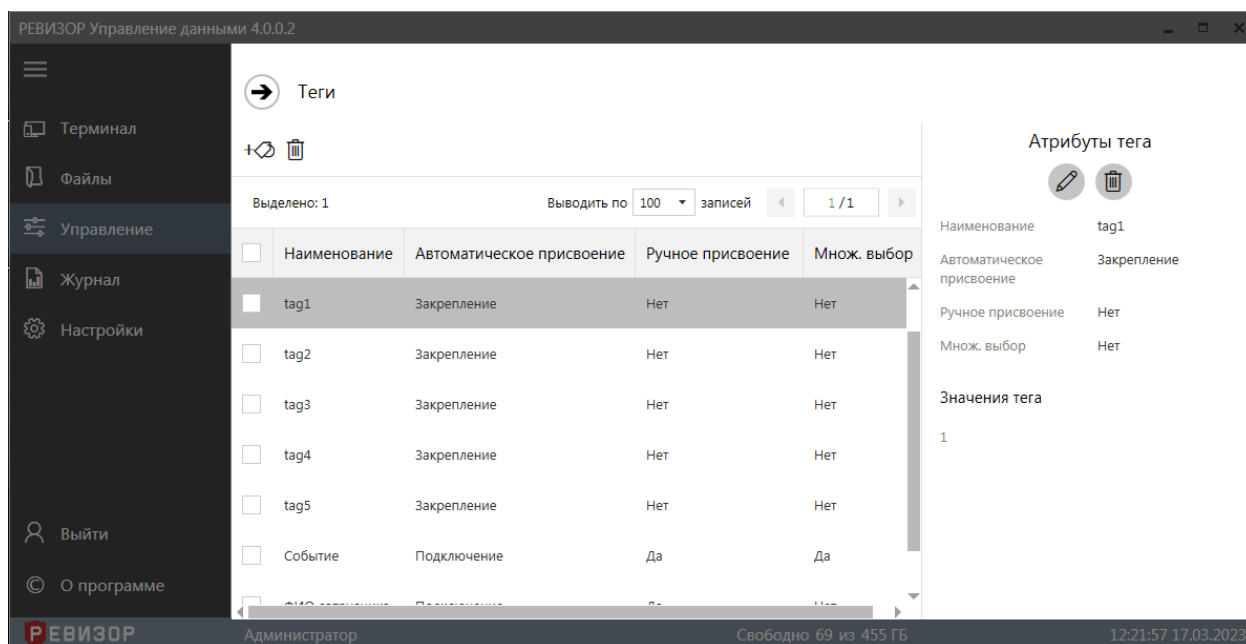 РЕВИЗОР Управление данными 4.0.0.2
Терминал
Файлы
Управление
Журнал
Настройки
Выйти
О программе
Теги
Выделено: 1
Выводить по 100 записей 1 / 1
Наименование Автоматическое присвоение Ручное присвоение Множ. выбор
tag1 Закрепление Нет Нет
tag2 Закрепление Нет Нет
tag3 Закрепление Нет Нет
tag4 Закрепление Нет Нет
tag5 Закрепление Нет Нет
Событие Подключение Да Да
Атрибуты тега
Наименование tag1
Автоматическое Закрепление
присвоение
Ручное присвоение Нет
Множ. выбор Нет
Значения тега
1
РЕВИЗОР Администратор Свободно 69 из 455 ГБ 12:21:57 17.03.2023